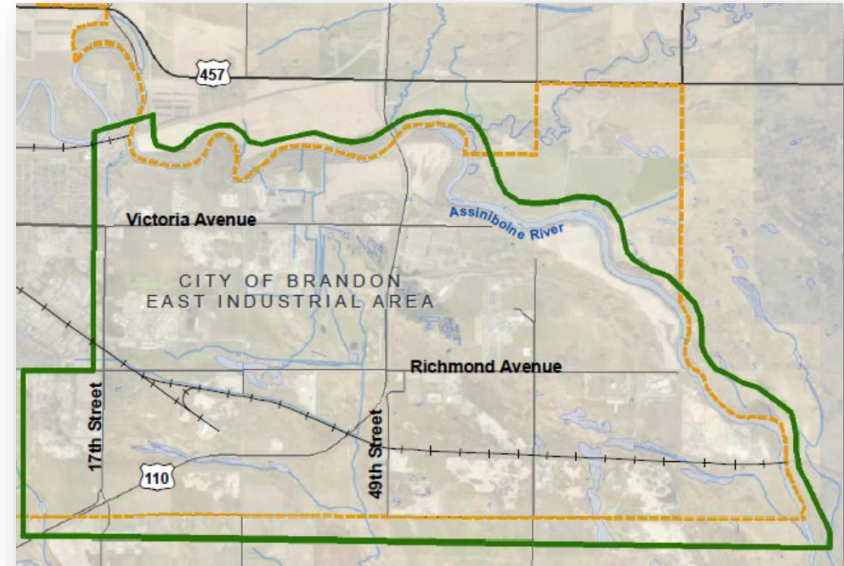 457
Victoria Avenue
Assiniboine River
CITY OF BRANDON
EAST INDUSTRIAL AREA
Richmond Avenue
17th Street
49th Street
110